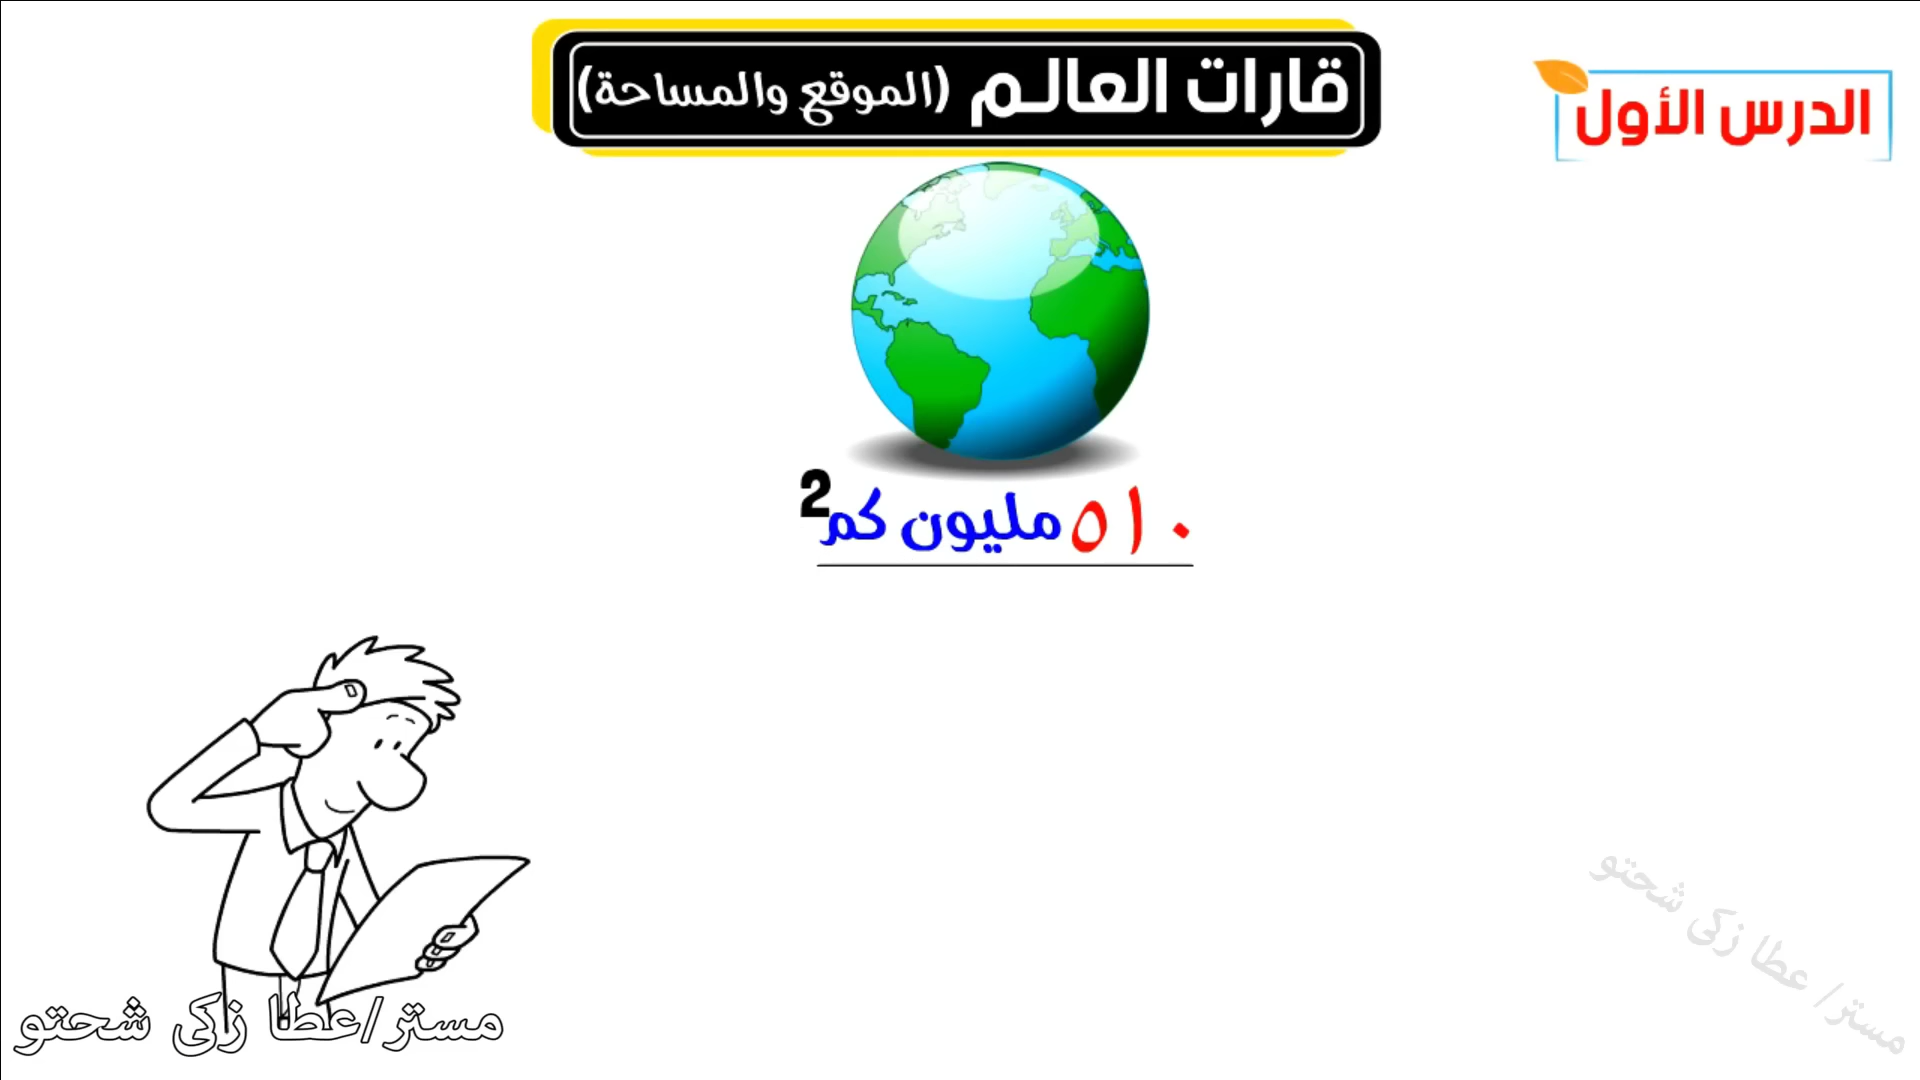 الدرس الأول
قارات العالم (الموقع والمساحة)
٥١٠ مليون كم2
مستر/عطا زكى شحتو
مستر/ عطا زكى شحتو